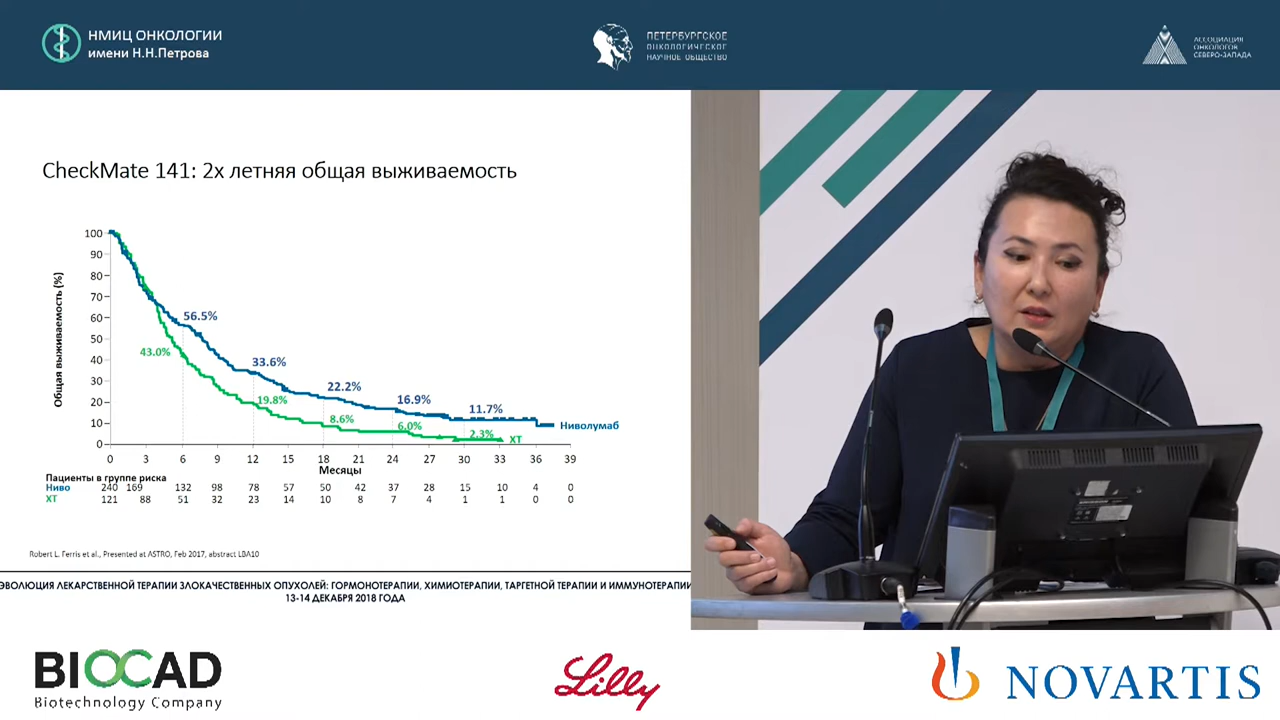 НМИЦ ОНКОЛОГИИ
имени Н.Н.Петрова
ПЕТЕРБУРГСКОЕ
ОНКОЛОГИЧЕСКОЕ
НАУЧНОЕ ОБЩЕСТВО
АССОЦИАЦИЯ
ОНКОЛОГОВ
СЕВЕРО-ЗАПАДА
CheckMate 141: 2х летняя общая выживаемость
Общая выживаемость (%)
100
90
80
70
60
50
40
30
20
10
0
56.5%
43.0%
33.6%
19.8%
22.2%
8.6%
16.9%
6.0%
11.7%
2.3%
Ниволумаб
ХТ
0 3 6 9 12 15 18 21 24 27 30 33 36 39
Месяцы
Пациенты в группе риска
Ниво 240 169 132 98 78 57 50 42 37 28 15 10 4 0
ХТ 121 88 51 32 23 14 10 8 7 4 1 1 0 0
Robert L. Ferris et al., Presented at ASTRO, Feb 2017, abstract LBA10
ЭВОЛЮЦИЯ ЛЕКАРСТВЕННОЙ ТЕРАПИИ ЗЛОКАЧЕСТВЕННЫХ ОПУХОЛЕЙ: ГОРМОНОТЕРАПИИ, ХИМИОТЕРАПИИ, ТАРГЕТНОЙ ТЕРАПИИ И ИММУНОТЕРАПИИ
13-14 ДЕКАБРЯ 2018 ГОДА
BIOCAD
Biotechnology Company
Lilly
NOVARTIS